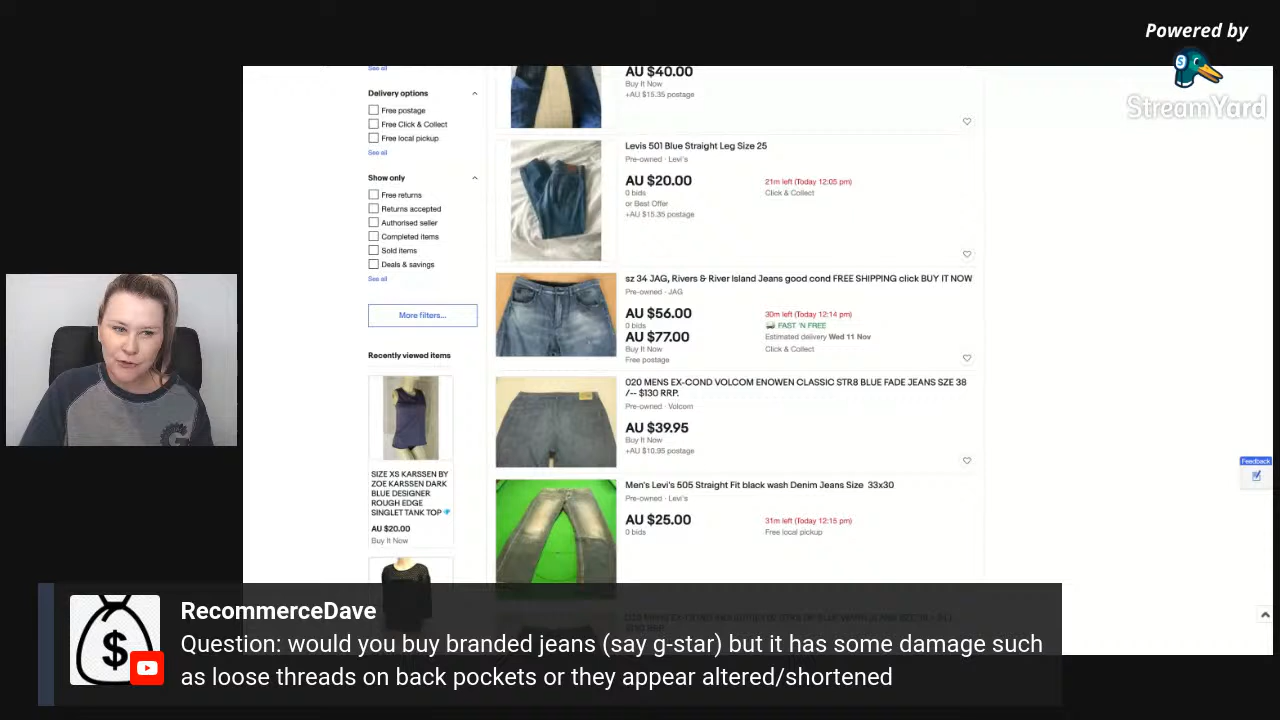 Powered by
StreamYard
See all
Delivery options
Free postage
Free Click & Collect
Free local pickup
See all
Show only
Free returns
Returns accepted
Authorised seller
Completed items
Sold items
Deals & savings
See all
More filters...
Recently viewed items
SIZE XS KARSSEN BY
ZOE KARSSEN DARK
BLUE DESIGNER
ROUGH EDGE
SINGLET TANK TOP
AU $20.00
Buy It Now
AU $40.00
Buy It Now
+AU $15.35 postage
Levis 501 Blue Straight Leg Size 25
Pre-owned · Levi's
AU $20.00
0 bids
or Best Offer
+AU $15.35 postage
21m left (Today 12:05 pm)
Click & Collect
sz 34 JAG, Rivers & River Island Jeans good cond FREE SHIPPING click BUY IT NOW
Pre-owned · JAG
AU $56.00
0 bids
AU $77.00
Buy It Now
Free postage
30m left (Today 12:14 pm)
FAST 'N FREE
Estimated delivery Wed 11 Nov
Click & Collect
020 MENS EX-COND VOLCOM ENOWEN CLASSIC STR8 BLUE FADE JEANS SZE 38
/-- $130 RRP.
Pre-owned · Volcom
AU $39.95
Buy It Now
+AU $10.95 postage
Men's Levi's 505 Straight Fit black wash Denim Jeans Size 33x30
Pre-owned · Levi's
AU $25.00
0 bids
31m left (Today 12:15 pm)
Free local pickup
Feedback
RecommerceDave
Question: would you buy branded jeans (say g-star) but it has some damage such
as loose threads on back pockets or they appear altered/shortened